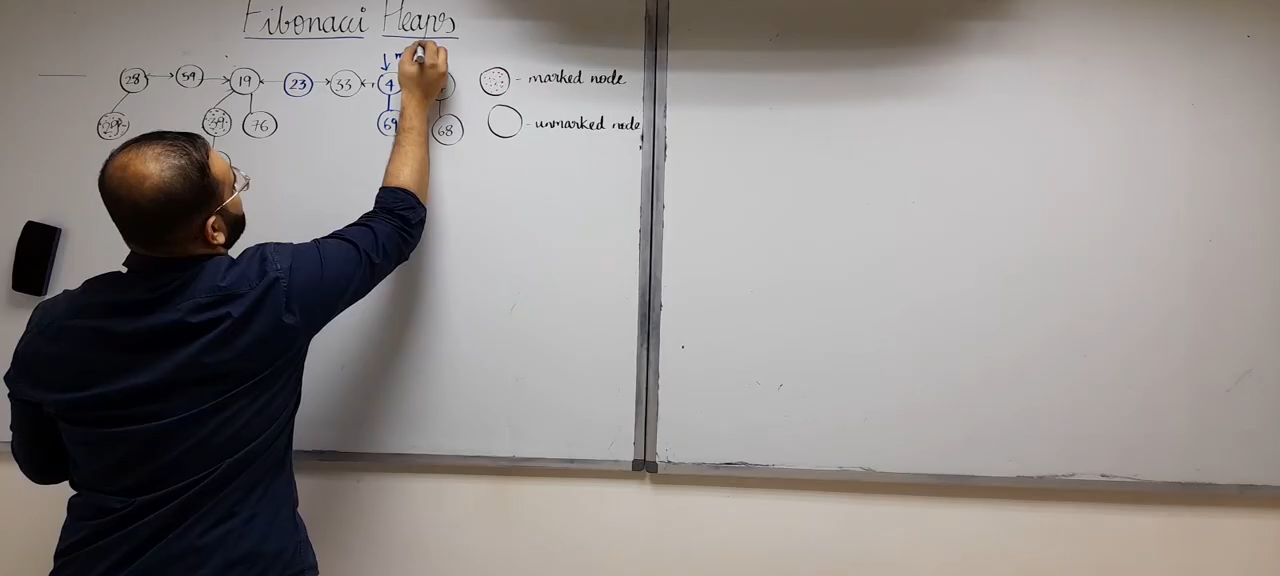 Fibonacci Heaps
28 59 19 23 33 4 - marked node
39 76 69 68 - unmarked node